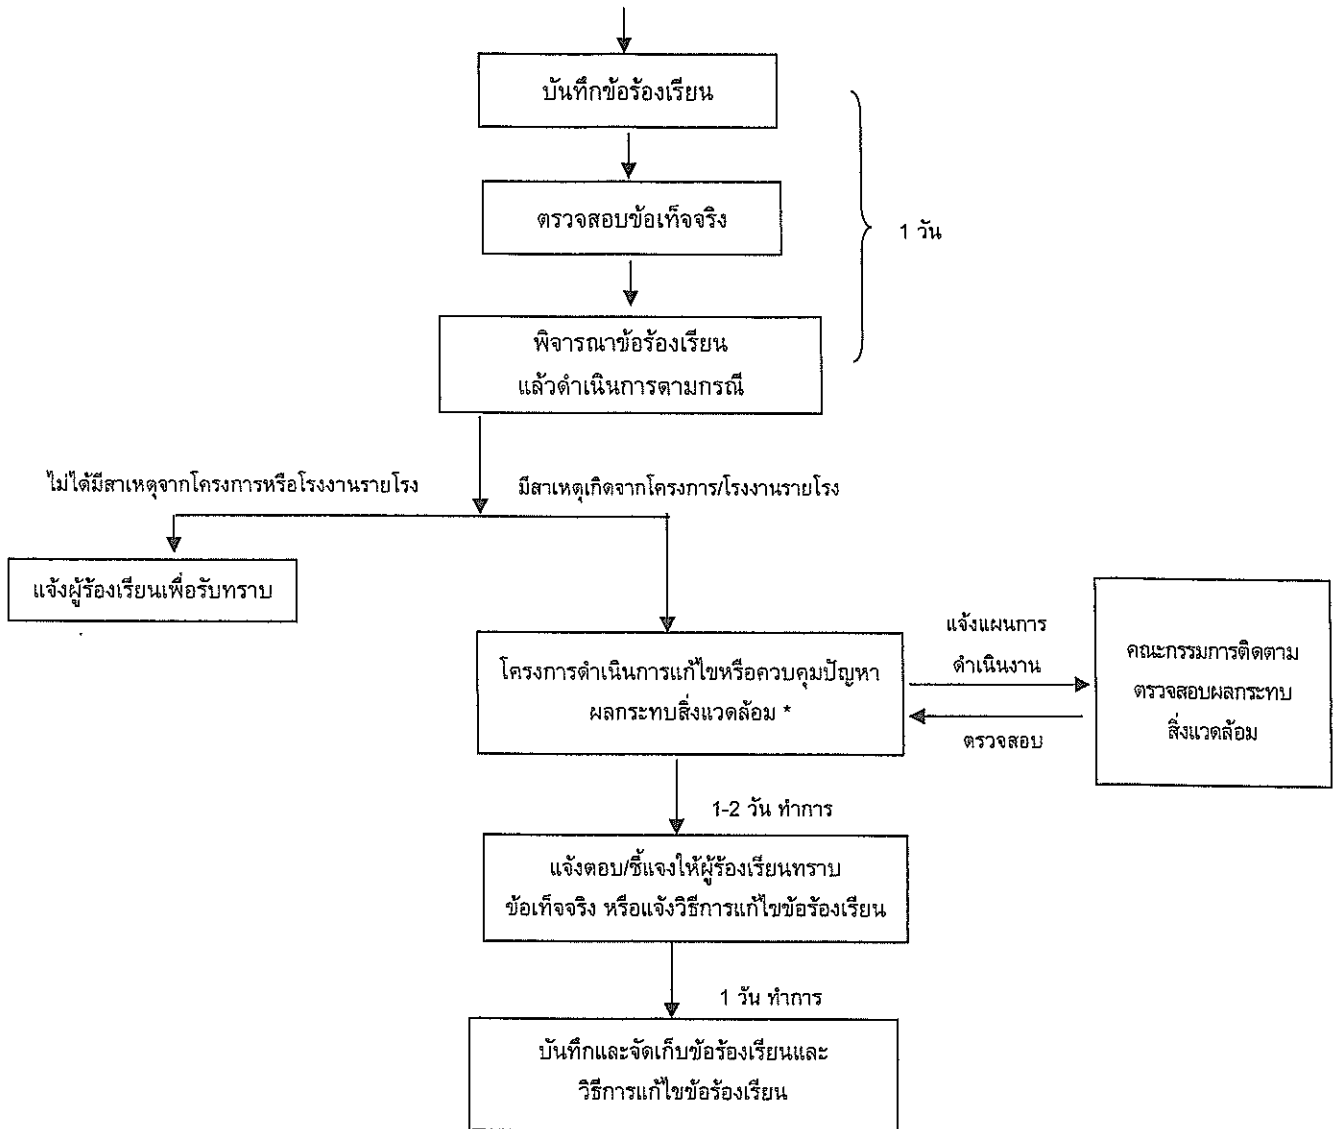 บันทึกข้อร้องเรียน
ตรวจสอบข้อเท็จจริง
1 วัน
พิจารณาข้อร้องเรียน
แล้วดำเนินการตามกรณี
ไม่ได้มีสาเหตุจากโครงการหรือโรงงานรายโรง
มีสาเหตุเกิดจากโครงการ/โรงงานรายโรง
แจ้งผู้ร้องเรียนเพื่อรับทราบ
โครงการดำเนินการแก้ไขหรือควบคุมปัญหา
ผลกระทบสิ่งแวดล้อม *
แจ้งแผนการ
ดำเนินงาน
ตรวจสอบ
คณะกรรมการติดตาม
ตรวจสอบผลกระทบ
สิ่งแวดล้อม
1-2 วัน ทำการ
แจ้งตอบ/ชี้แจงให้ผู้ร้องเรียนทราบ
ข้อเท็จจริง หรือแจ้งวิธีการแก้ไขข้อร้องเรียน
1 วัน ทำการ
บันทึกและจัดเก็บข้อร้องเรียนและ
วิธีการแก้ไขข้อร้องเรียน